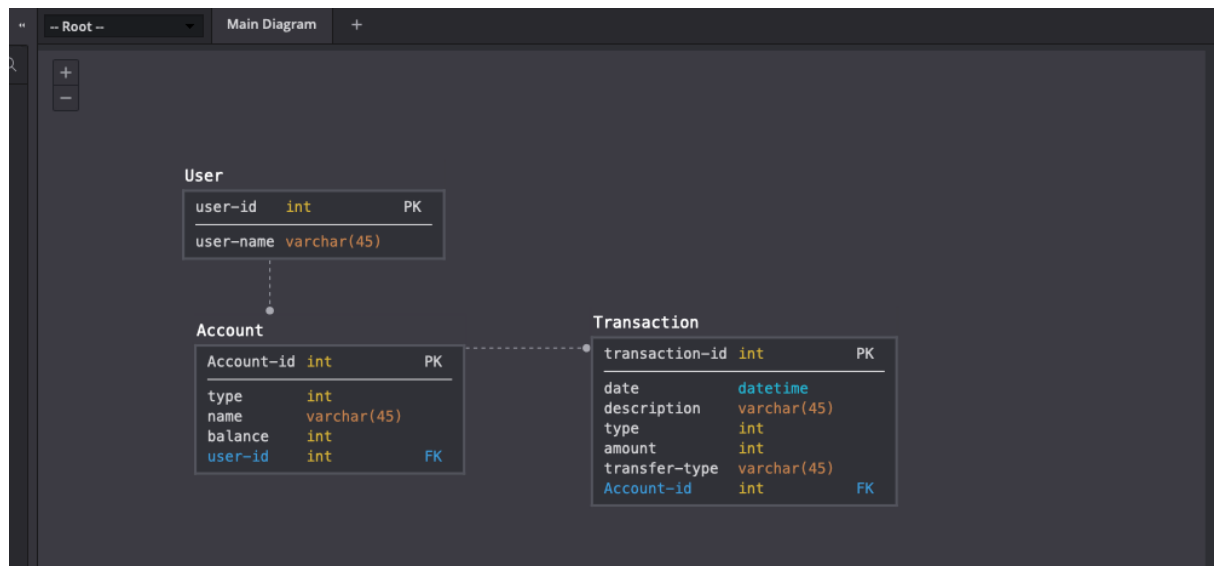 -- Root --
Main Diagram
+
+
−
User
user-id int PK
user-name varchar(45)
Account
Account-id int PK
type int
name varchar(45)
balance int
user-id int FK
Transaction
transaction-id int PK
date datetime
description varchar(45)
type int
amount int
transfer-type varchar(45)
Account-id int FK